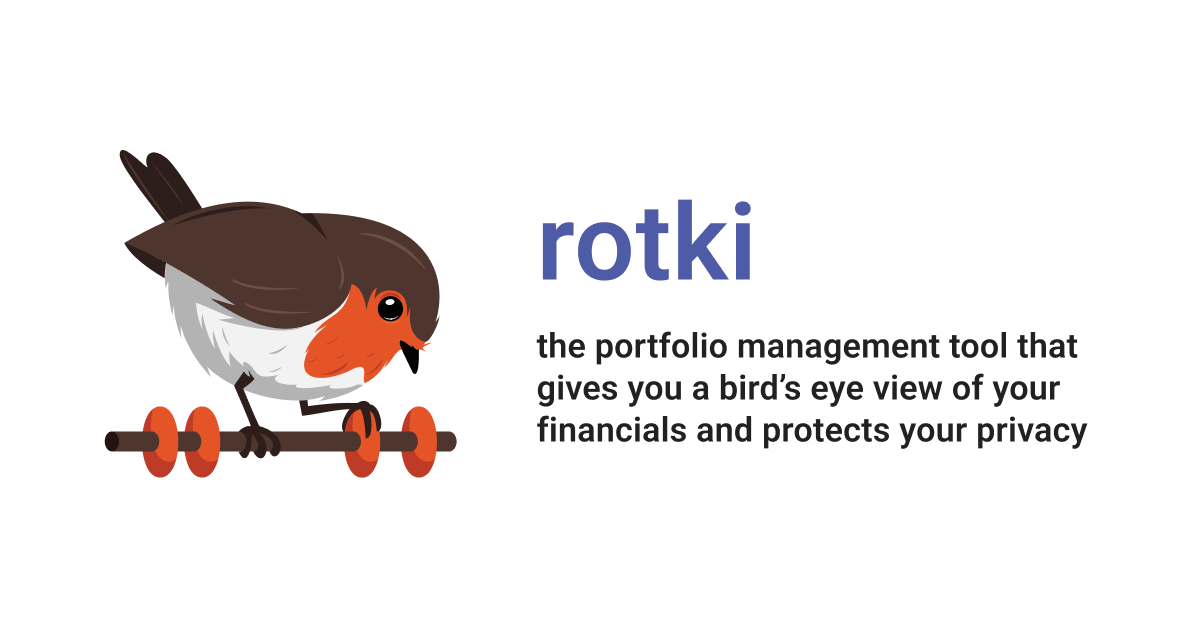 rotki
the portfolio management tool that
gives you a bird’s eye view of your
financials and protects your privacy